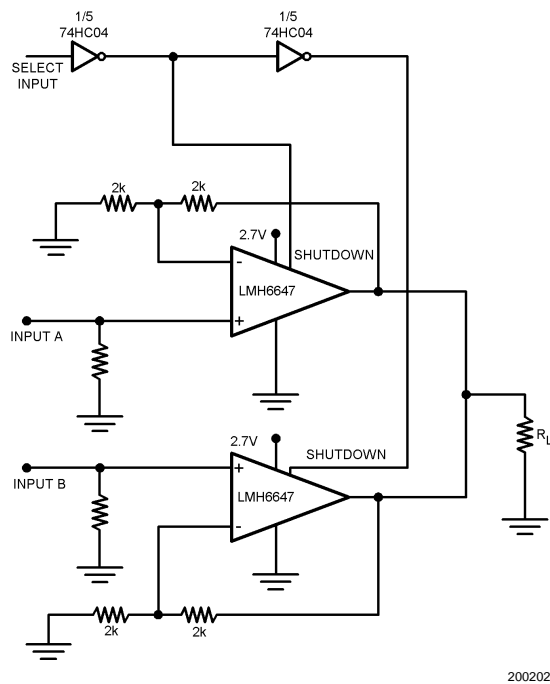 1/5
74HC04
1/5
74HC04
SELECT
INPUT
2k
2k
2.7V
SHUTDOWN
-
LMH6647
+
INPUT A
2.7V
SHUTDOWN
+
LMH6647
-
INPUT B
RL
2k
2k
200202